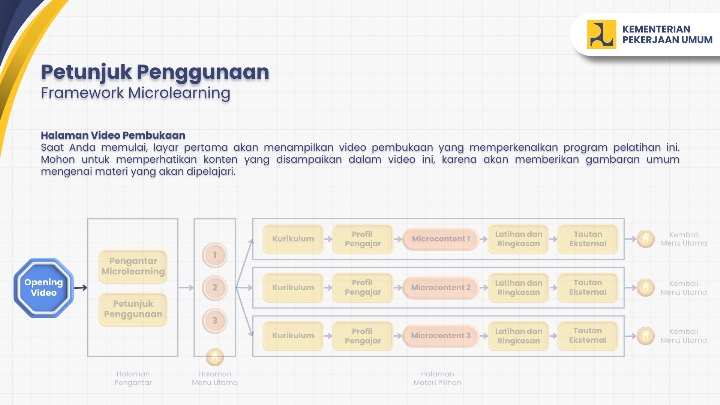 KEMENTERIAN
PEKERJAAN UMUM
Petunjuk Penggunaan
Framework Microlearning
Halaman Video Pembukaan
Saat Anda memulai, layar pertama akan menampilkan video pembukaan yang memperkenalkan program pelatihan ini.
Mohon untuk memperhatikan konten yang disampaikan dalam video ini, karena akan memberikan gambaran umum
mengenai materi yang akan dipelajari.
Opening
Video
Pengantar
Microlearning
Petunjuk
Penggunaan
Halaman
Pengantar
1
2
3
Halaman
Menu Utama
Kurikulum
Profil
Pengajar
Microcontent 1
Latihan dan
Ringkasan
Tautan
Eksternal
Kembali
Menu Utama
Kurikulum
Profil
Pengajar
Microcontent 2
Latihan dan
Ringkasan
Tautan
Eksternal
Kembali
Menu Utama
Kurikulum
Profil
Pengajar
Microcontent 3
Latihan dan
Ringkasan
Tautan
Eksternal
Kembali
Menu Utama
Halaman
Materi Pilihan